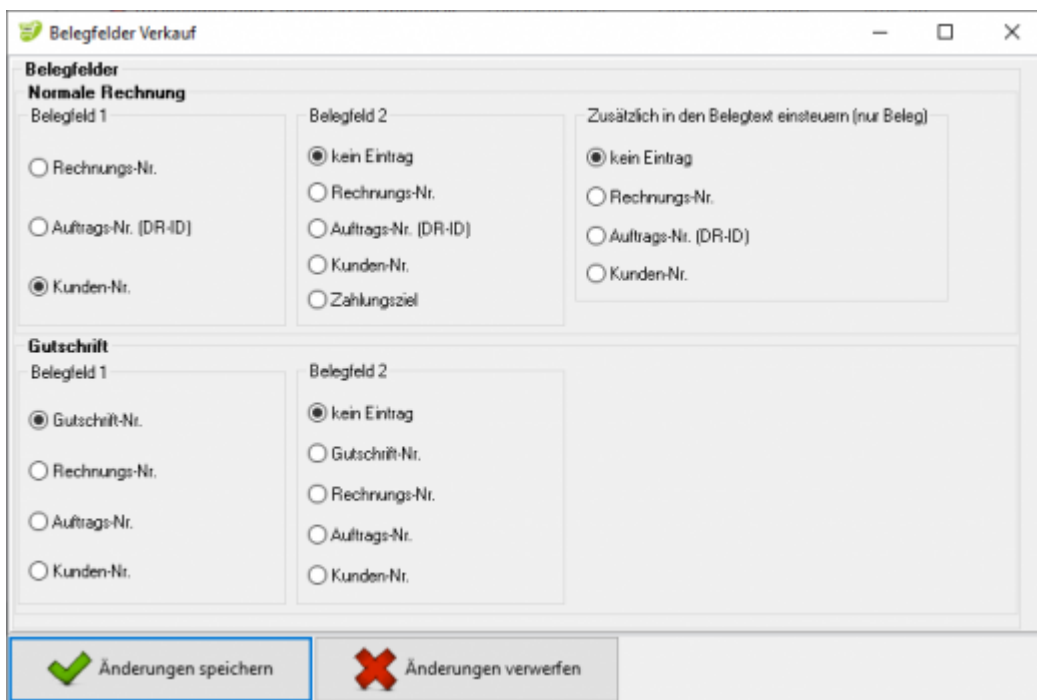 Belegfelder Verkauf
Belegfelder
Normale Rechnung
Belegfeld 1
Rechnungs-Nr.
Auftrags-Nr. (DR-ID)
Kunden-Nr.
Belegfeld 2
kein Eintrag
Rechnungs-Nr.
Auftrags-Nr. (DR-ID)
Kunden-Nr.
Zahlungsziel
Zusätzlich in den Belegtext einsteuern (nur Beleg)
kein Eintrag
Rechnungs-Nr.
Auftrags-Nr. (DR-ID)
Kunden-Nr.
Gutschrift
Belegfeld 1
Gutschrift-Nr.
Rechnungs-Nr.
Auftrags-Nr.
Kunden-Nr.
Belegfeld 2
kein Eintrag
Gutschrift-Nr.
Rechnungs-Nr.
Auftrags-Nr.
Kunden-Nr.
Änderungen speichern
Änderungen verwerfen